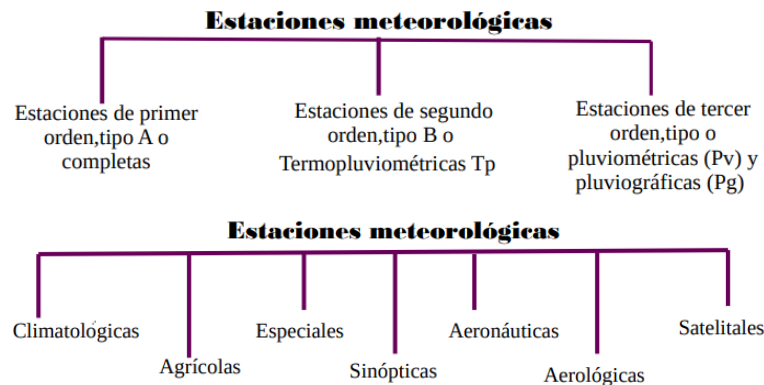 Estaciones meteorológicas
Estaciones de primer
orden,tipo A o
completas
Estaciones de segundo
orden,tipo B o
Termopluviométricas Tp
Estaciones de tercer
orden,tipo o
pluviométricas (Pv) y
pluviográficas (Pg)
Estaciones meteorológicas
Climatológicas
Agrícolas
Especiales
Sinópticas
Aeronáuticas
Aerológicas
Satelitales